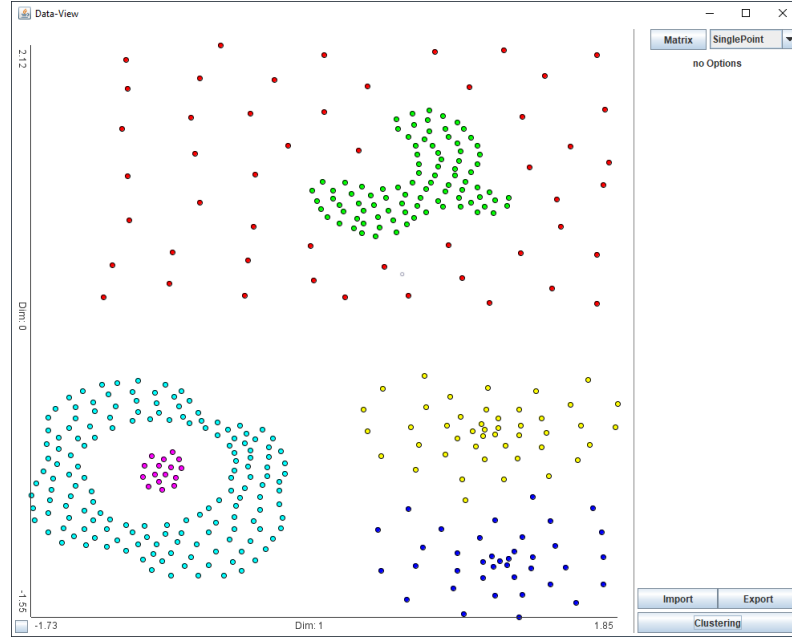 Data-View
Matrix
SinglePoint
no Options
2.12
Dim: 0
-1.55
-1.73
Dim: 1
1.85
Import
Export
Clustering